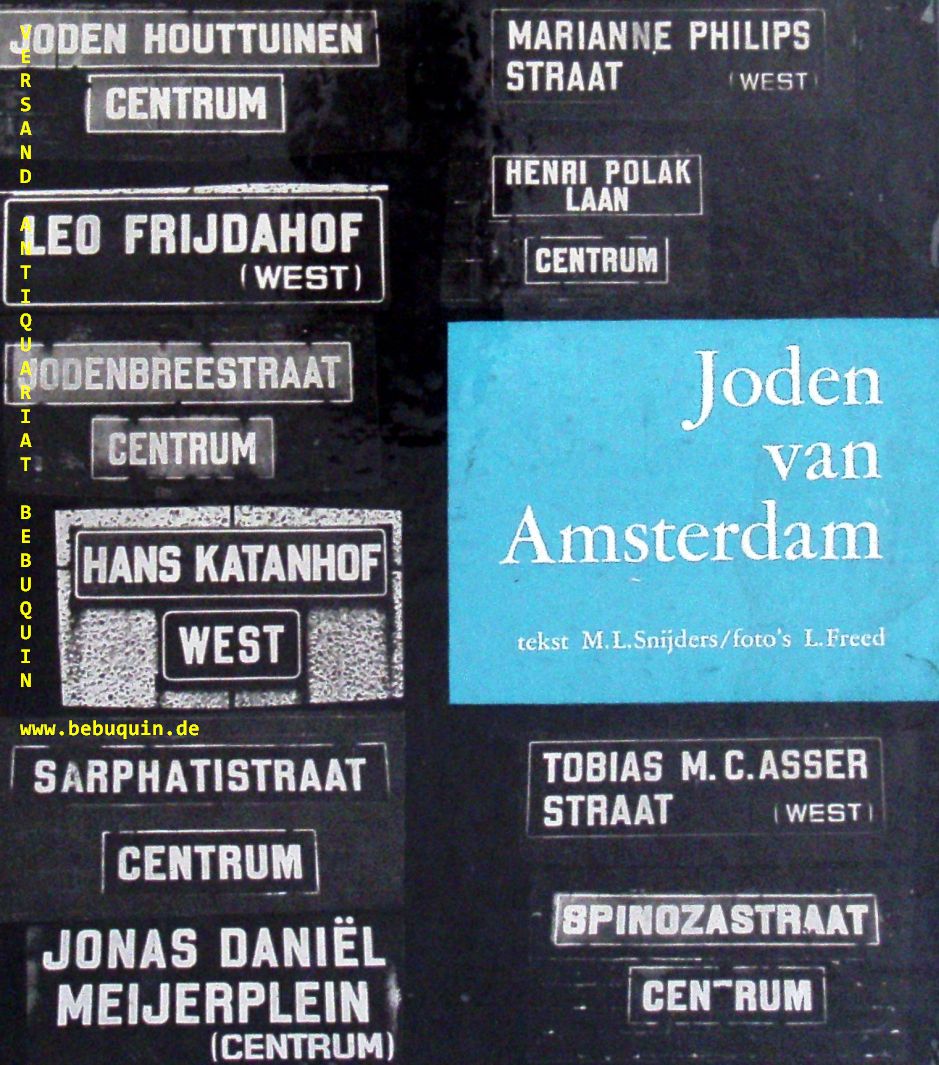 JODEN HOUTTUINEN
CENTRUM
LEO FRIJDAHOF
(WEST)
JODENBREESTRAAT
CENTRUM
HANS KATANHOF
WEST
SARPHATISTRAAT
CENTRUM
JONAS DANIËL
MEIJERPLEIN
(CENTRUM)
MARIANNE PHILIPS
STRAAT (WEST)
HENRI POLAK
LAAN
CENTRUM
Joden
van
Amsterdam
tekst M.L.Snijders/foto's L.Freed
TOBIAS M.C.ASSER
STRAAT (WEST)
SPINOZASTRAAT
CENTRUM
VERSAND ANTIQUARIAT BEBUQUIN
www.bebuquin.de